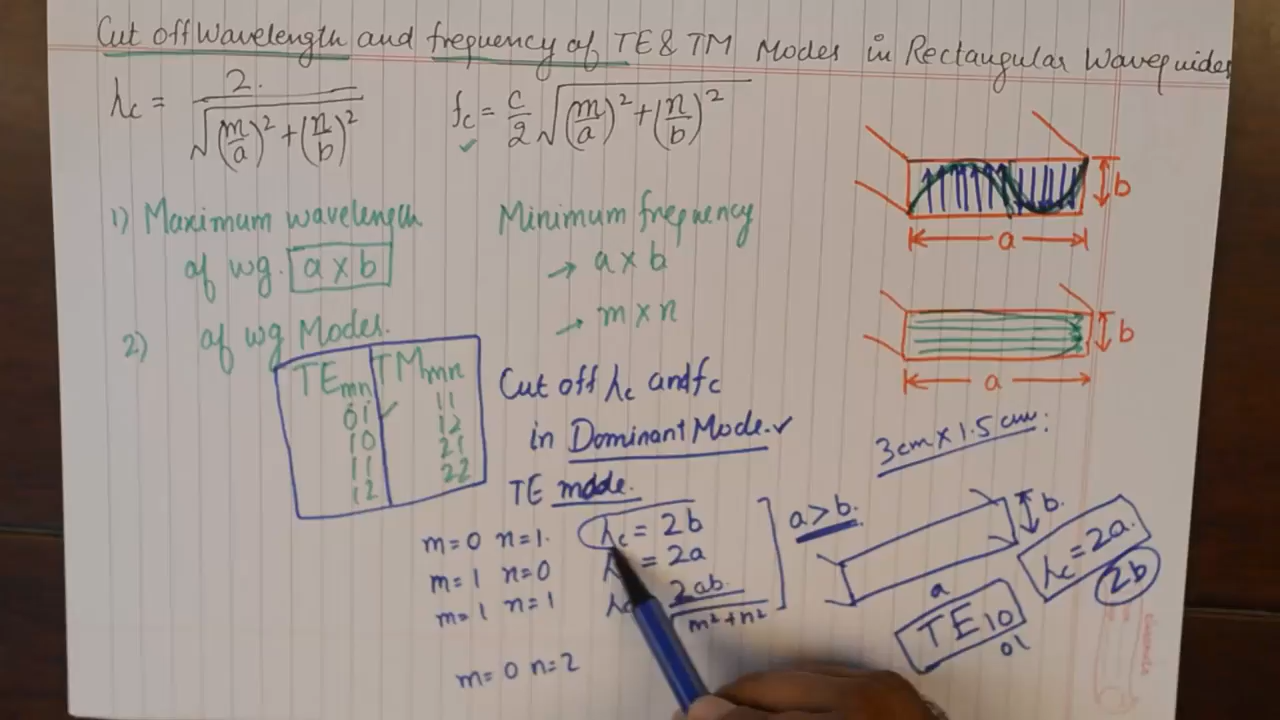 Cut off Wavelength and frequency of TE & TM Modes in Rectangular Waveguides
λc = 2 / √((m/a)² + (n/b)²)
fc = c/2 √((m/a)² + (n/b)²)
1) Maximum wavelength
of wg. a x b
2) of wg Modes.
Minimum frequency
→ a x b
→ m x n
TEmn TMmn
01 11
10 12
11 21
12 22
Cut off λc and fc
in Dominant Mode. ✓
TE mode.
m=0 n=1. λc = 2b
m=1 n=0 = 2a
m=1 n=1 2ab / √m²+n²
m=0 n=2
a>b.
b
a
b
a
3cm x 1.5 cm.
b.
a
λc = 2a.
2b
TE10
01